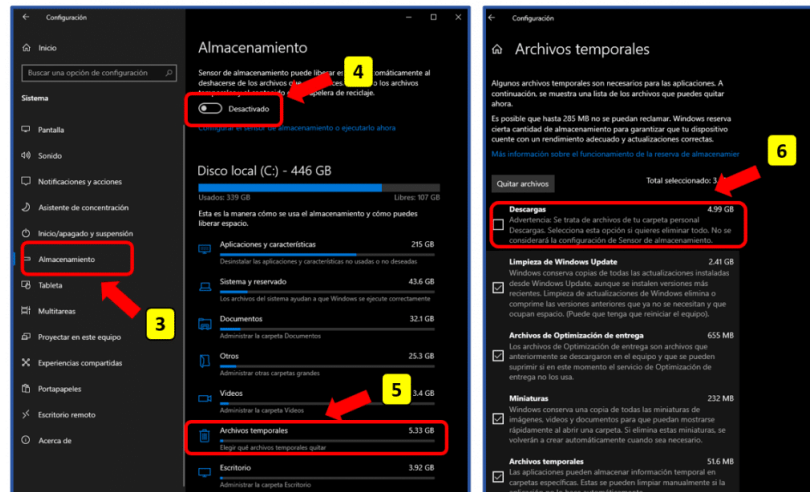 Configuración
Inicio
Buscar una opción de configuración
Sistema
Pantalla
Sonido
Notificaciones y acciones
Asistente de concentración
Inicio/apagado y suspensión
Almacenamiento
Tableta
Multitareas
Proyectar en este equipo
Experiencias compartidas
Portapapeles
Escritorio remoto
Acerca de
3
Almacenamiento
Sensor de almacenamiento puede liberar automáticamente al
deshacerse de los archivos que los archivos
de reciclaje.
4
Desactivado
Configurar el sensor de almacenamiento o ejecutarlo ahora
Disco local (C:) - 446 GB
Usados: 339 GB Libres: 107 GB
Esta es la manera cómo se usa el almacenamiento y cómo puedes
liberar espacio.
Aplicaciones y características 215 GB
Desinstalar las aplicaciones y características no usadas o no deseadas
Sistema y reservado 43.6 GB
Los archivos del sistema ayudan a que Windows se ejecute correctamente
Documentos 32.1 GB
Administrar la carpeta Documentos
Otros 25.3 GB
Administrar otras carpetas grandes
5
Videos 3.4 GB
Administrar la carpeta Videos
Archivos temporales 5.33 GB
Elegir qué archivos temporales quitar
Escritorio 3.92 GB
Administrar la carpeta Escritorio
Configuración
Archivos temporales
Algunos archivos temporales son necesarios para las aplicaciones. A
continuación, se muestra una lista de los archivos que puedes quitar
ahora.
Es posible que hasta 285 MB no se puedan reclamar. Windows reserva
cierta cantidad de almacenamiento para garantizar que tu dispositivo
cuente con un rendimiento adecuado y actualizaciones correctas.
Más información sobre el funcionamiento de la reserva de almacenamier
6
Quitar archivos Total seleccionado: 3.
Descargas 4.99 GB
Advertencia: Se trata de archivos de tu carpeta personal
Descargas. Selecciona esta opción si quieres eliminar todo. No se
considerará la configuración de Sensor de almacenamiento.
Limpieza de Windows Update 2.41 GB
Windows conserva copias de todas las actualizaciones instaladas
desde Windows Update, aunque se instalen versiones más
recientes. Limpieza de actualizaciones de Windows elimina o
comprime las versiones anteriores que ya no se necesitan y que
ocupan espacio. (Puede que tenga que reiniciar el equipo).
Archivos de Optimización de entrega 655 MB
Los archivos de Optimización de entrega son archivos que
anteriormente se descargaron en el equipo y que se pueden
suprimir si en este momento el servicio de Optimización de
entrega no los usa.
Miniaturas 232 MB
Windows conserva una copia de todas las miniaturas de
imágenes, videos y documentos para que puedan mostrarse
rápidamente al abrir una carpeta. Si elimina estas miniaturas, se
volverán a crear automáticamente cuando sea necesario.
Archivos temporales 51.6 MB
Las aplicaciones pueden almacenar información temporal en
carpetas específicas. Estas se pueden limpiar manualmente si la